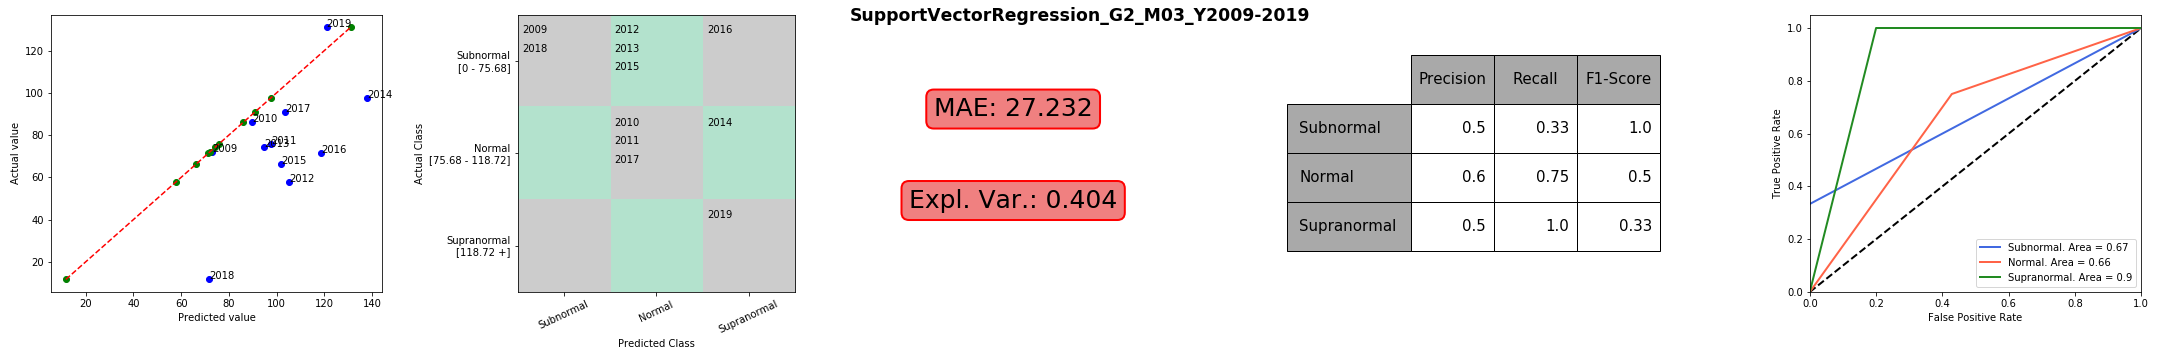 SupportVectorRegression_G2_M03_Y2009-2019
120
100
80
60
40
20
Actual value
2019
2014
2017
2010
2011
2013
2009
2016
2015
2012
2018
20
40
60
80
100
120
140
Predicted value
Actual Class
Subnormal
[0 - 75.68]
Normal
[75.68 - 118.72]
Supranormal
[118.72 +]
2009
2018
2012
2013
2015
2016
2010
2011
2017
2014
2019
Subnormal
Normal
Supranormal
Predicted Class
MAE: 27.232
Expl. Var.: 0.404
Precision Recall F1-Score
Subnormal 0.5 0.33 1.0
Normal 0.6 0.75 0.5
Supranormal 0.5 1.0 0.33
True Positive Rate
1.0
0.8
0.6
0.4
0.2
0.0
Subnormal. Area = 0.67
Normal. Area = 0.66
Supranormal. Area = 0.9
0.0
0.2
0.4
0.6
0.8
1.0
False Positive Rate